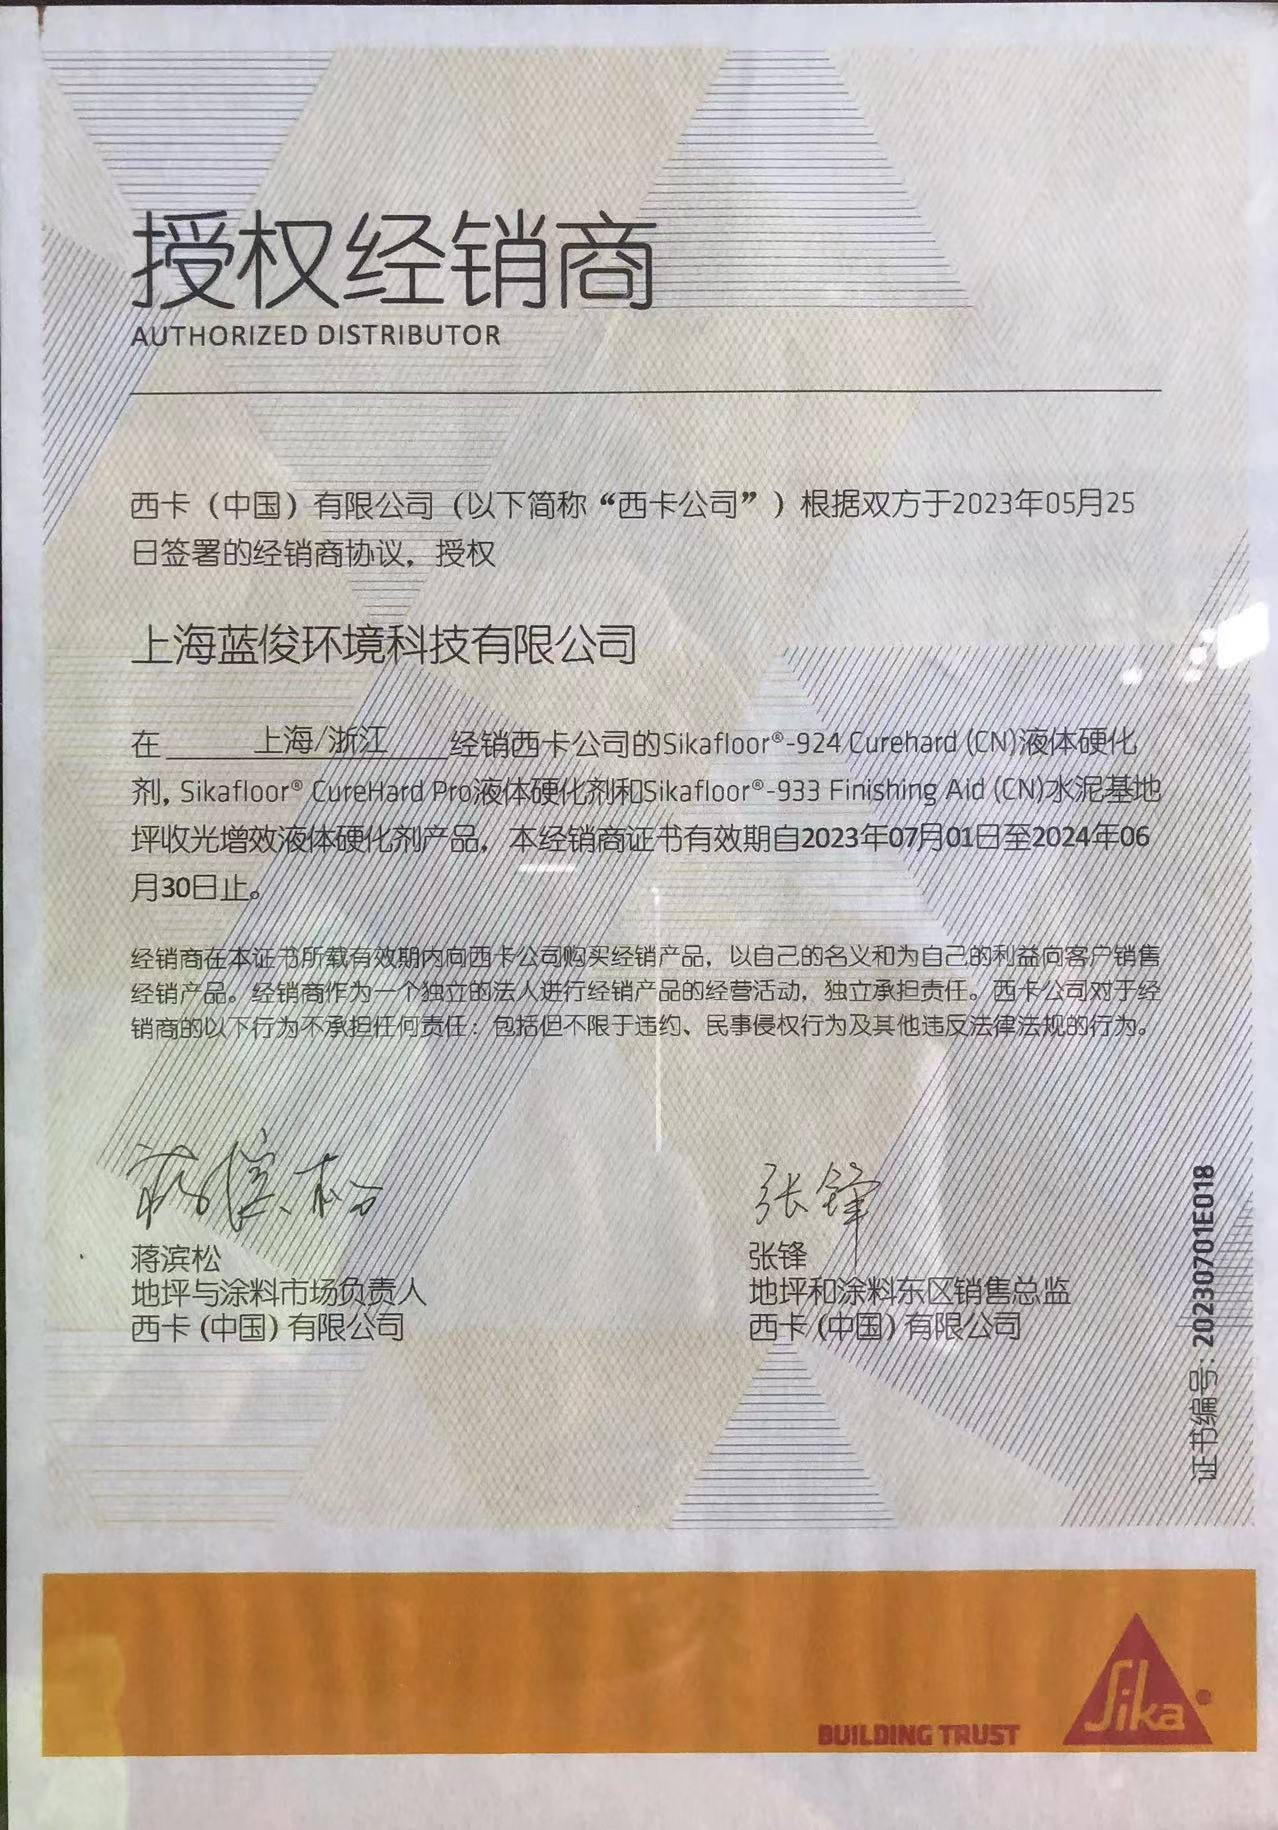 授权经销商
AUTHORIZED DISTRIBUTOR
西卡（中国）有限公司（以下简称“西卡公司”）根据双方于2023年05月25
日签署的经销商协议，授权
上海蓝俊环境科技有限公司
在 上海/浙江 经销西卡公司的Sikafloor®-924 Curehard (CN)液体硬化
剂, Sikafloor® CureHard Pro液体硬化剂和Sikafloor®-933 Finishing Aid (CN)水泥基地
坪收光增效液体硬化剂产品，本经销商证书有效期自2023年07月01日至2024年06
月30日止。
经销商在本证书所载有效期内向西卡公司购买经销产品，以自己的名义和为自己的利益向客户销售
经销产品。经销商作为一个独立的法人进行经销产品的经营活动，独立承担责任。西卡公司对于经
销商的以下行为不承担任何责任：包括但不限于违约、民事侵权行为及其他违反法律法规的行为。
蒋滨松
张锋
蒋滨松
地坪与涂料市场负责人
西卡 (中国) 有限公司
张锋
地坪和涂料东区销售总监
西卡 (中国) 有限公司
证书编号: 20230701E018
BUILDING TRUST
Sika®